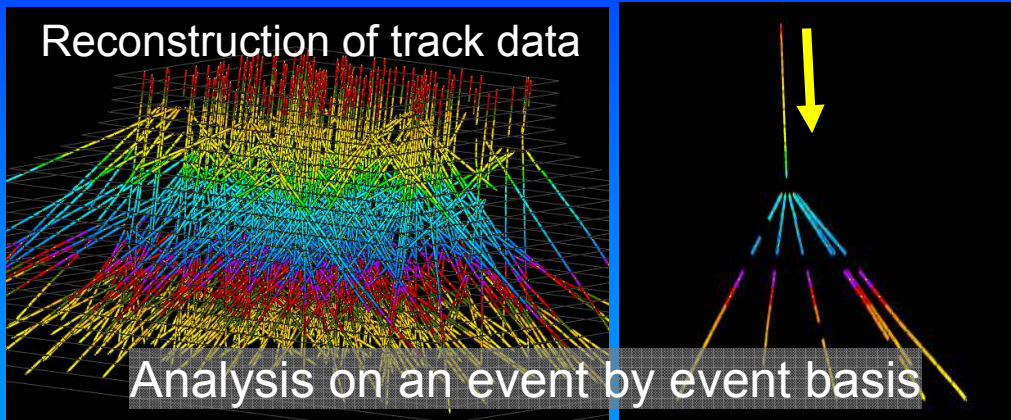 Reconstruction of track data
Analysis on an event by event basis